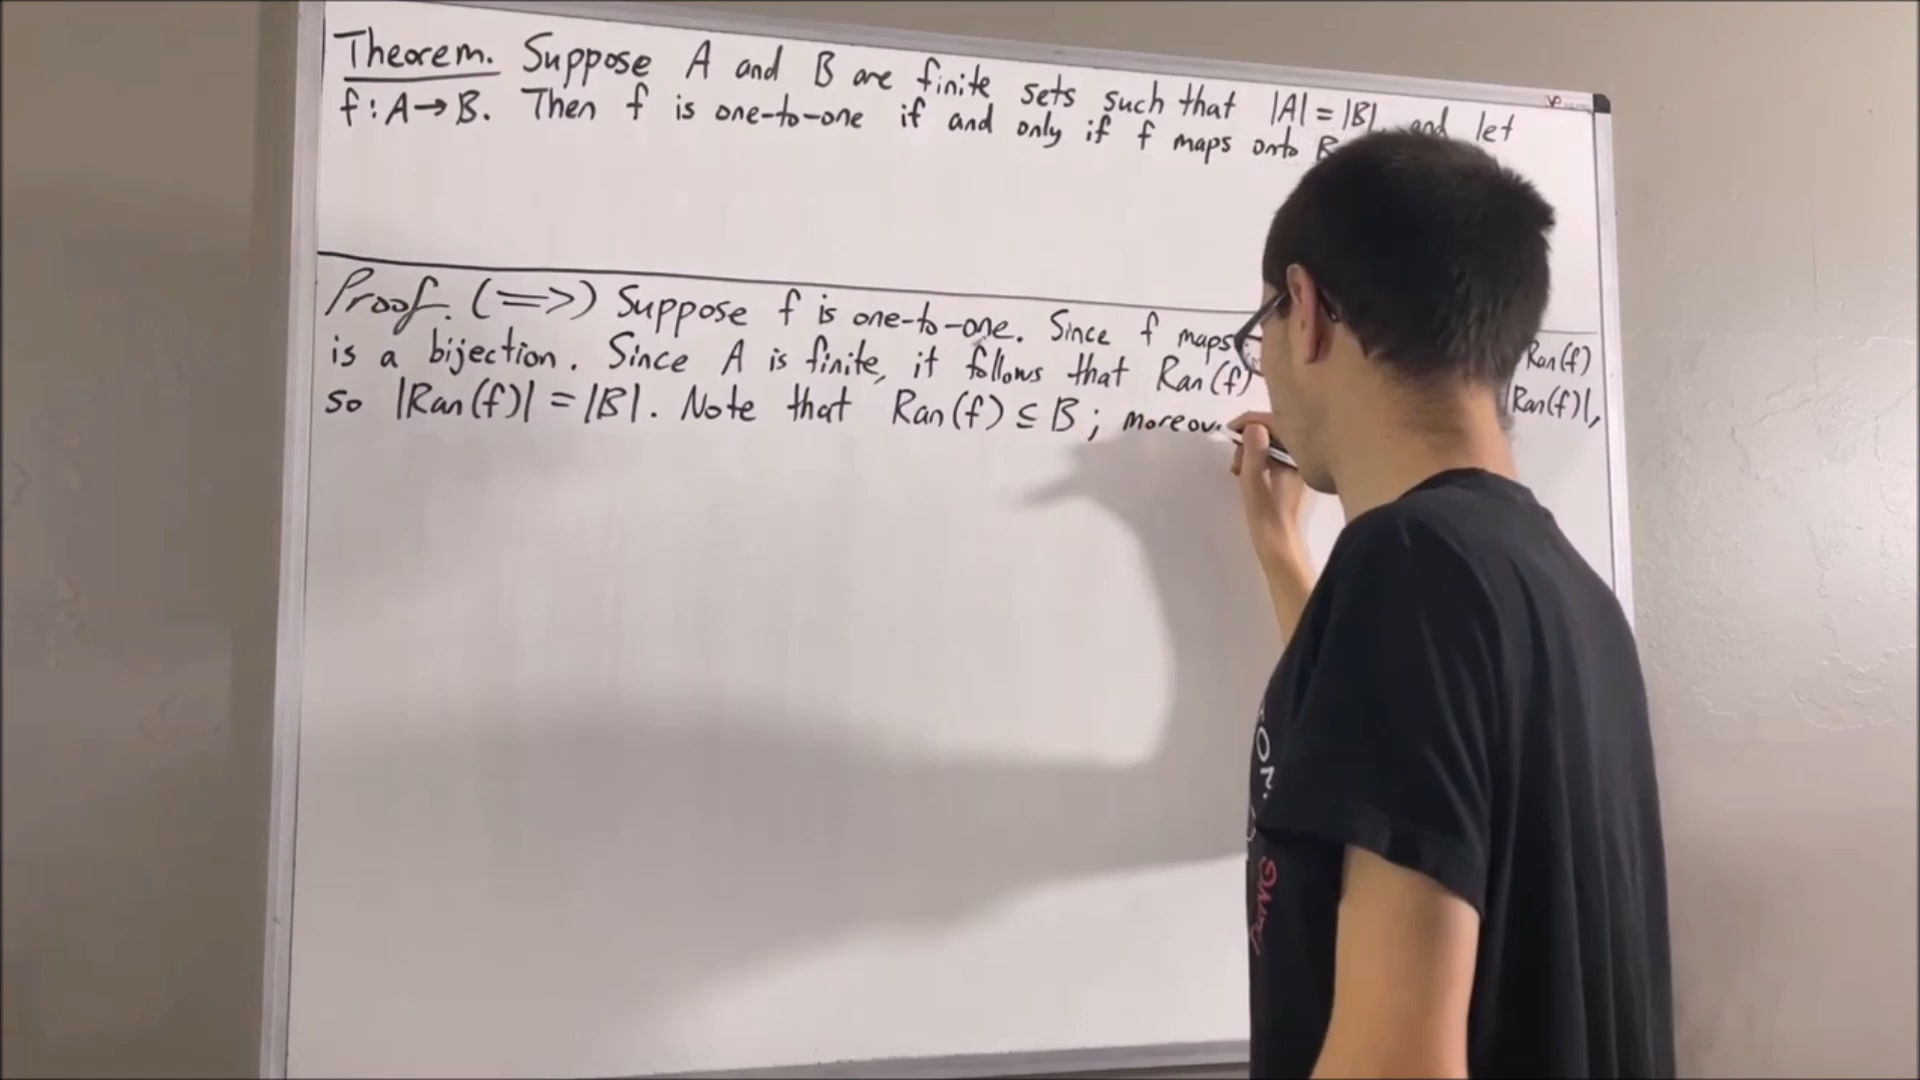 Theorem. Suppose A and B are finite sets such that |A| = |B|, and let
f : A → B. Then f is one-to-one if and only if f maps onto B
Proof. (⇒) Suppose f is one-to-one. Since f maps Ran(f)
is a bijection. Since A is finite, it follows that Ran(f) |Ran(f)|,
so |Ran(f)| = |B|. Note that Ran(f) ⊆ B; moreov